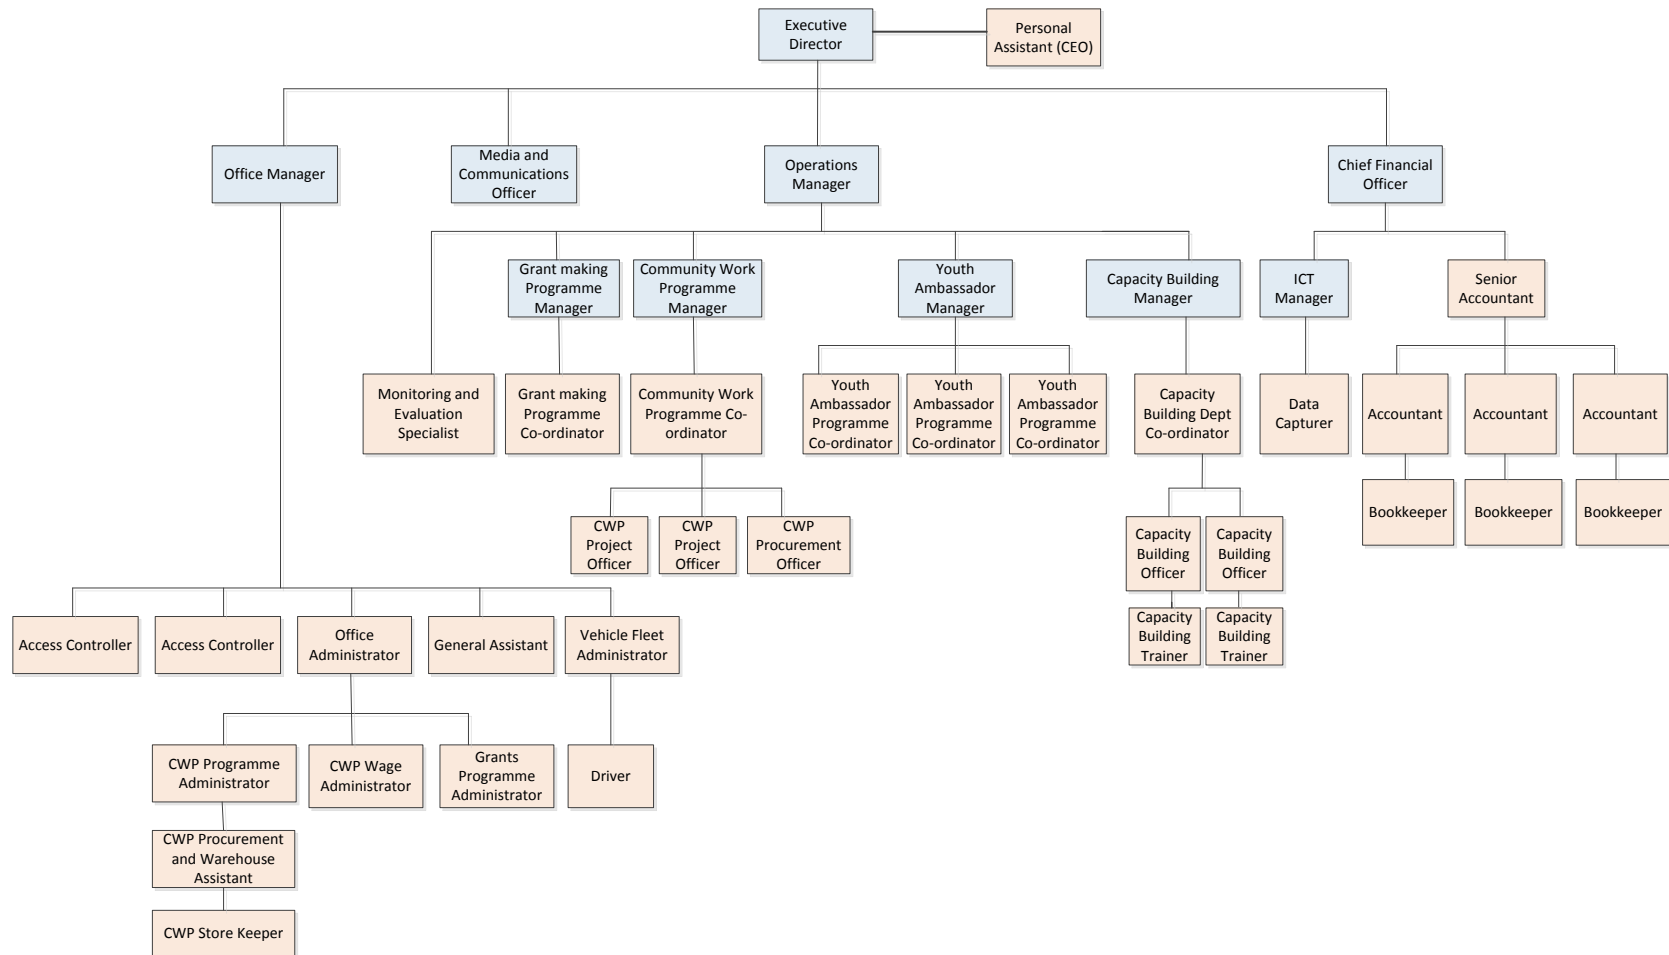 Executive
Director
Personal
Assistant (CEO)
Office Manager
Media and
Communications
Officer
Operations
Manager
Chief Financial
Officer
Grant making
Programme
Manager
Community Work
Programme
Manager
Youth
Ambassador
Manager
Capacity Building
Manager
ICT
Manager
Senior
Accountant
Monitoring and
Evaluation
Specialist
Grant making
Programme
Co-ordinator
Community Work
Programme Co-
ordinator
Youth
Ambassador
Programme
Co-ordinator
Youth
Ambassador
Programme
Co-ordinator
Youth
Ambassador
Programme
Co-ordinator
Capacity
Building Dept
Co-ordinator
Data
Capturer
Accountant
Accountant
Accountant
Bookkeeper
Bookkeeper
Bookkeeper
CWP
Project
Officer
CWP
Project
Officer
CWP
Procurement
Officer
Capacity
Building
Officer
Capacity
Building
Officer
Capacity
Building
Trainer
Capacity
Building
Trainer
Access Controller
Access Controller
Office
Administrator
General Assistant
Vehicle Fleet
Administrator
CWP Programme
Administrator
CWP Wage
Administrator
Grants
Programme
Administrator
Driver
CWP Procurement
and Warehouse
Assistant
CWP Store Keeper